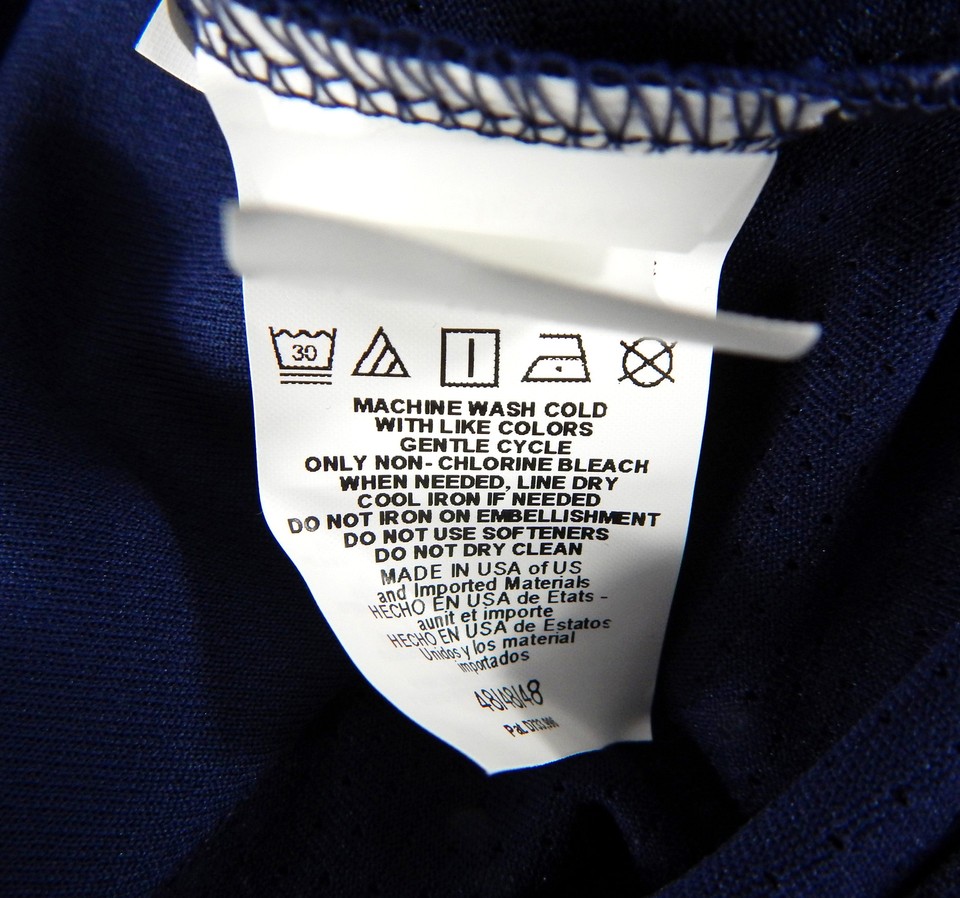 30
MACHINE WASH COLD
WITH LIKE COLORS
GENTLE CYCLE
ONLY NON-CHLORINE BLEACH
WHEN NEEDED, LINE DRY
COOL IRON IF NEEDED
DO NOT IRON ON EMBELLISHMENT
DO NOT USE SOFTENERS
DO NOT DRY CLEAN
MADE IN USA of US
and Imported Materials
HECHO EN USA de Etats -
aunit et importe
HECHO EN USA de Estatos
Unidos y los material
importados
48/48/48
Pat.